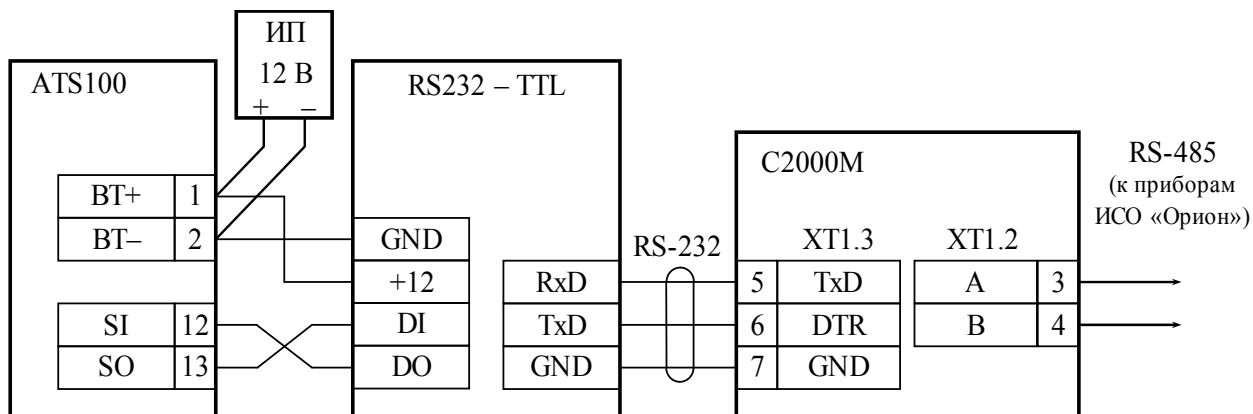 ИП
12 В
+ –
ATS100
BT+ 1
BT– 2
SI 12
SO 13
RS232 – TTL
GND
+12
DI
DO
RxD
TxD
GND
RS-232
C2000M
XT1.3
5 TxD
6 DTR
7 GND
XT1.2
A 3
B 4
RS-485
(к приборам
ИСО «Орион»)